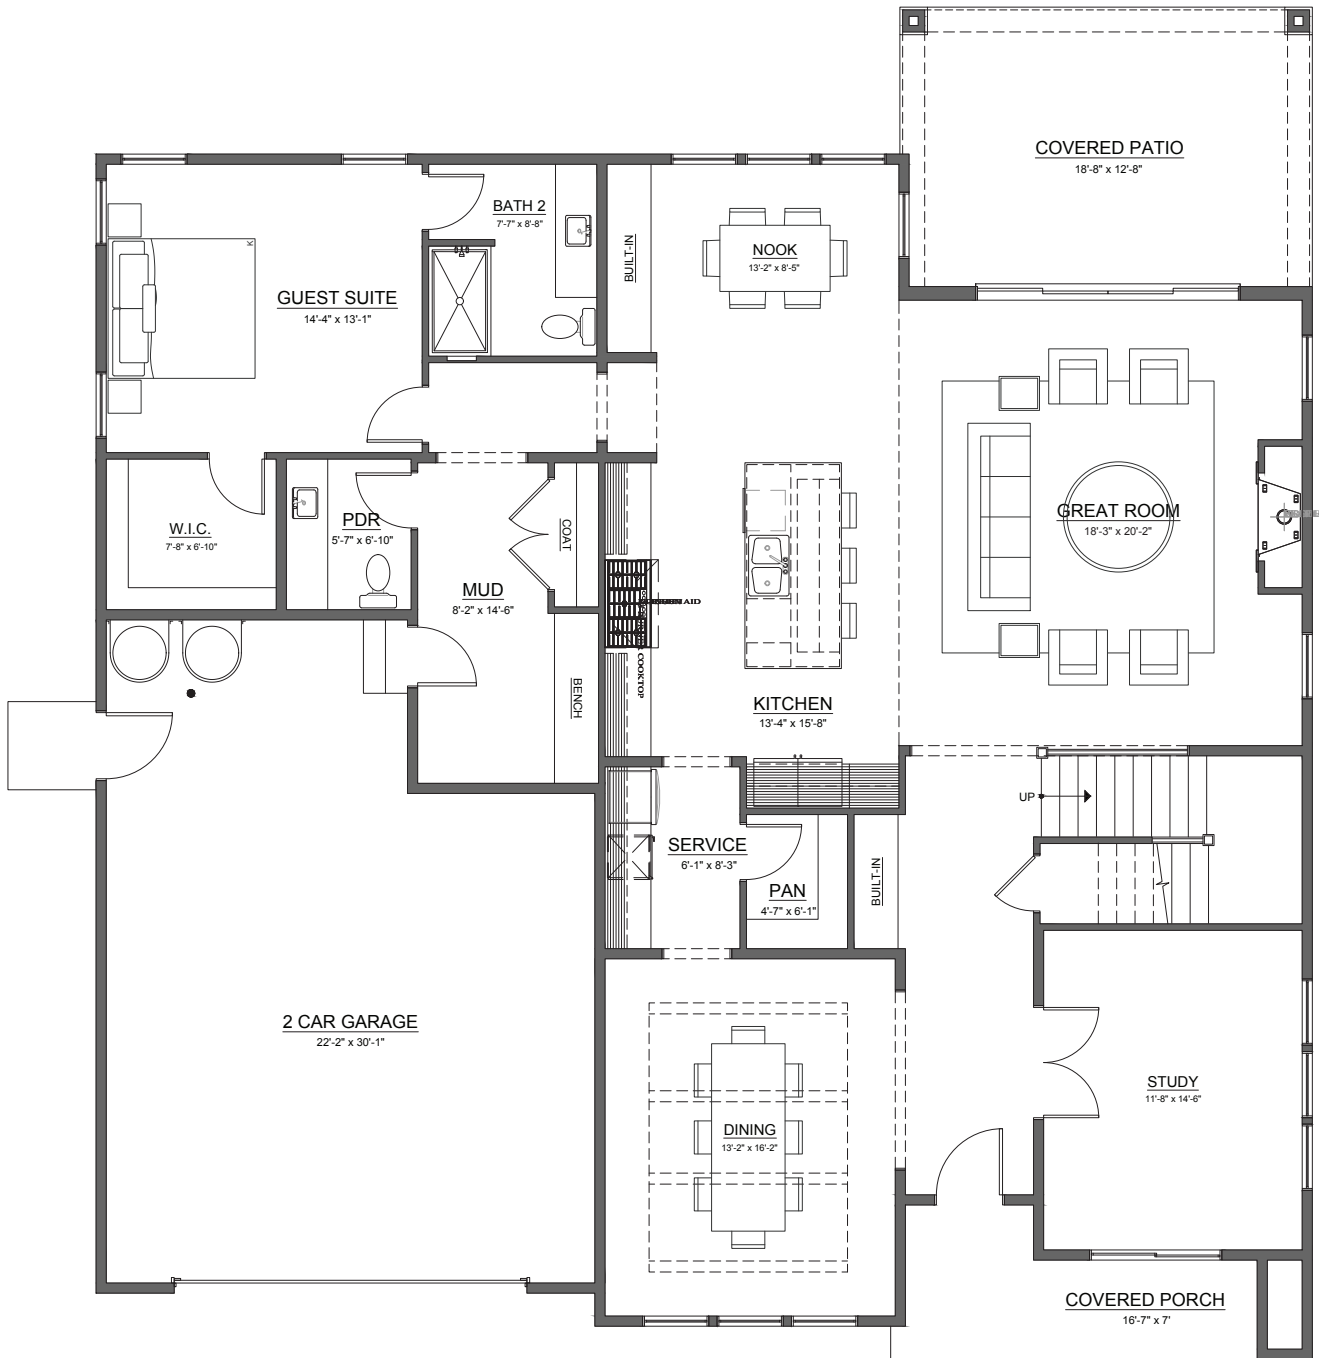 COVERED PATIO
18'-8" x 12'-8"
BATH 2
7'-7" x 8'-8"
K
BUILT-IN
NOOK
13'-2" x 8'-5"
GUEST SUITE
14'-4" x 13'-1"
W.I.C.
7'-8" x 6'-10"
PDR
5'-7" x 6'-10"
COAT
GREAT ROOM
18'-3" x 20'-2"
MUD
8'-2" x 14'-6"
COOKTOP
BENCH
KITCHEN
13'-4" x 15'-8"
UP
SERVICE
6'-1" x 8'-3"
PAN
4'-7" x 6'-1"
BUILT-IN
2 CAR GARAGE
22'-2" x 30'-1"
STUDY
11'-8" x 14'-6"
DINING
13'-2" x 16'-2"
COVERED PORCH
16'-7" x 7'